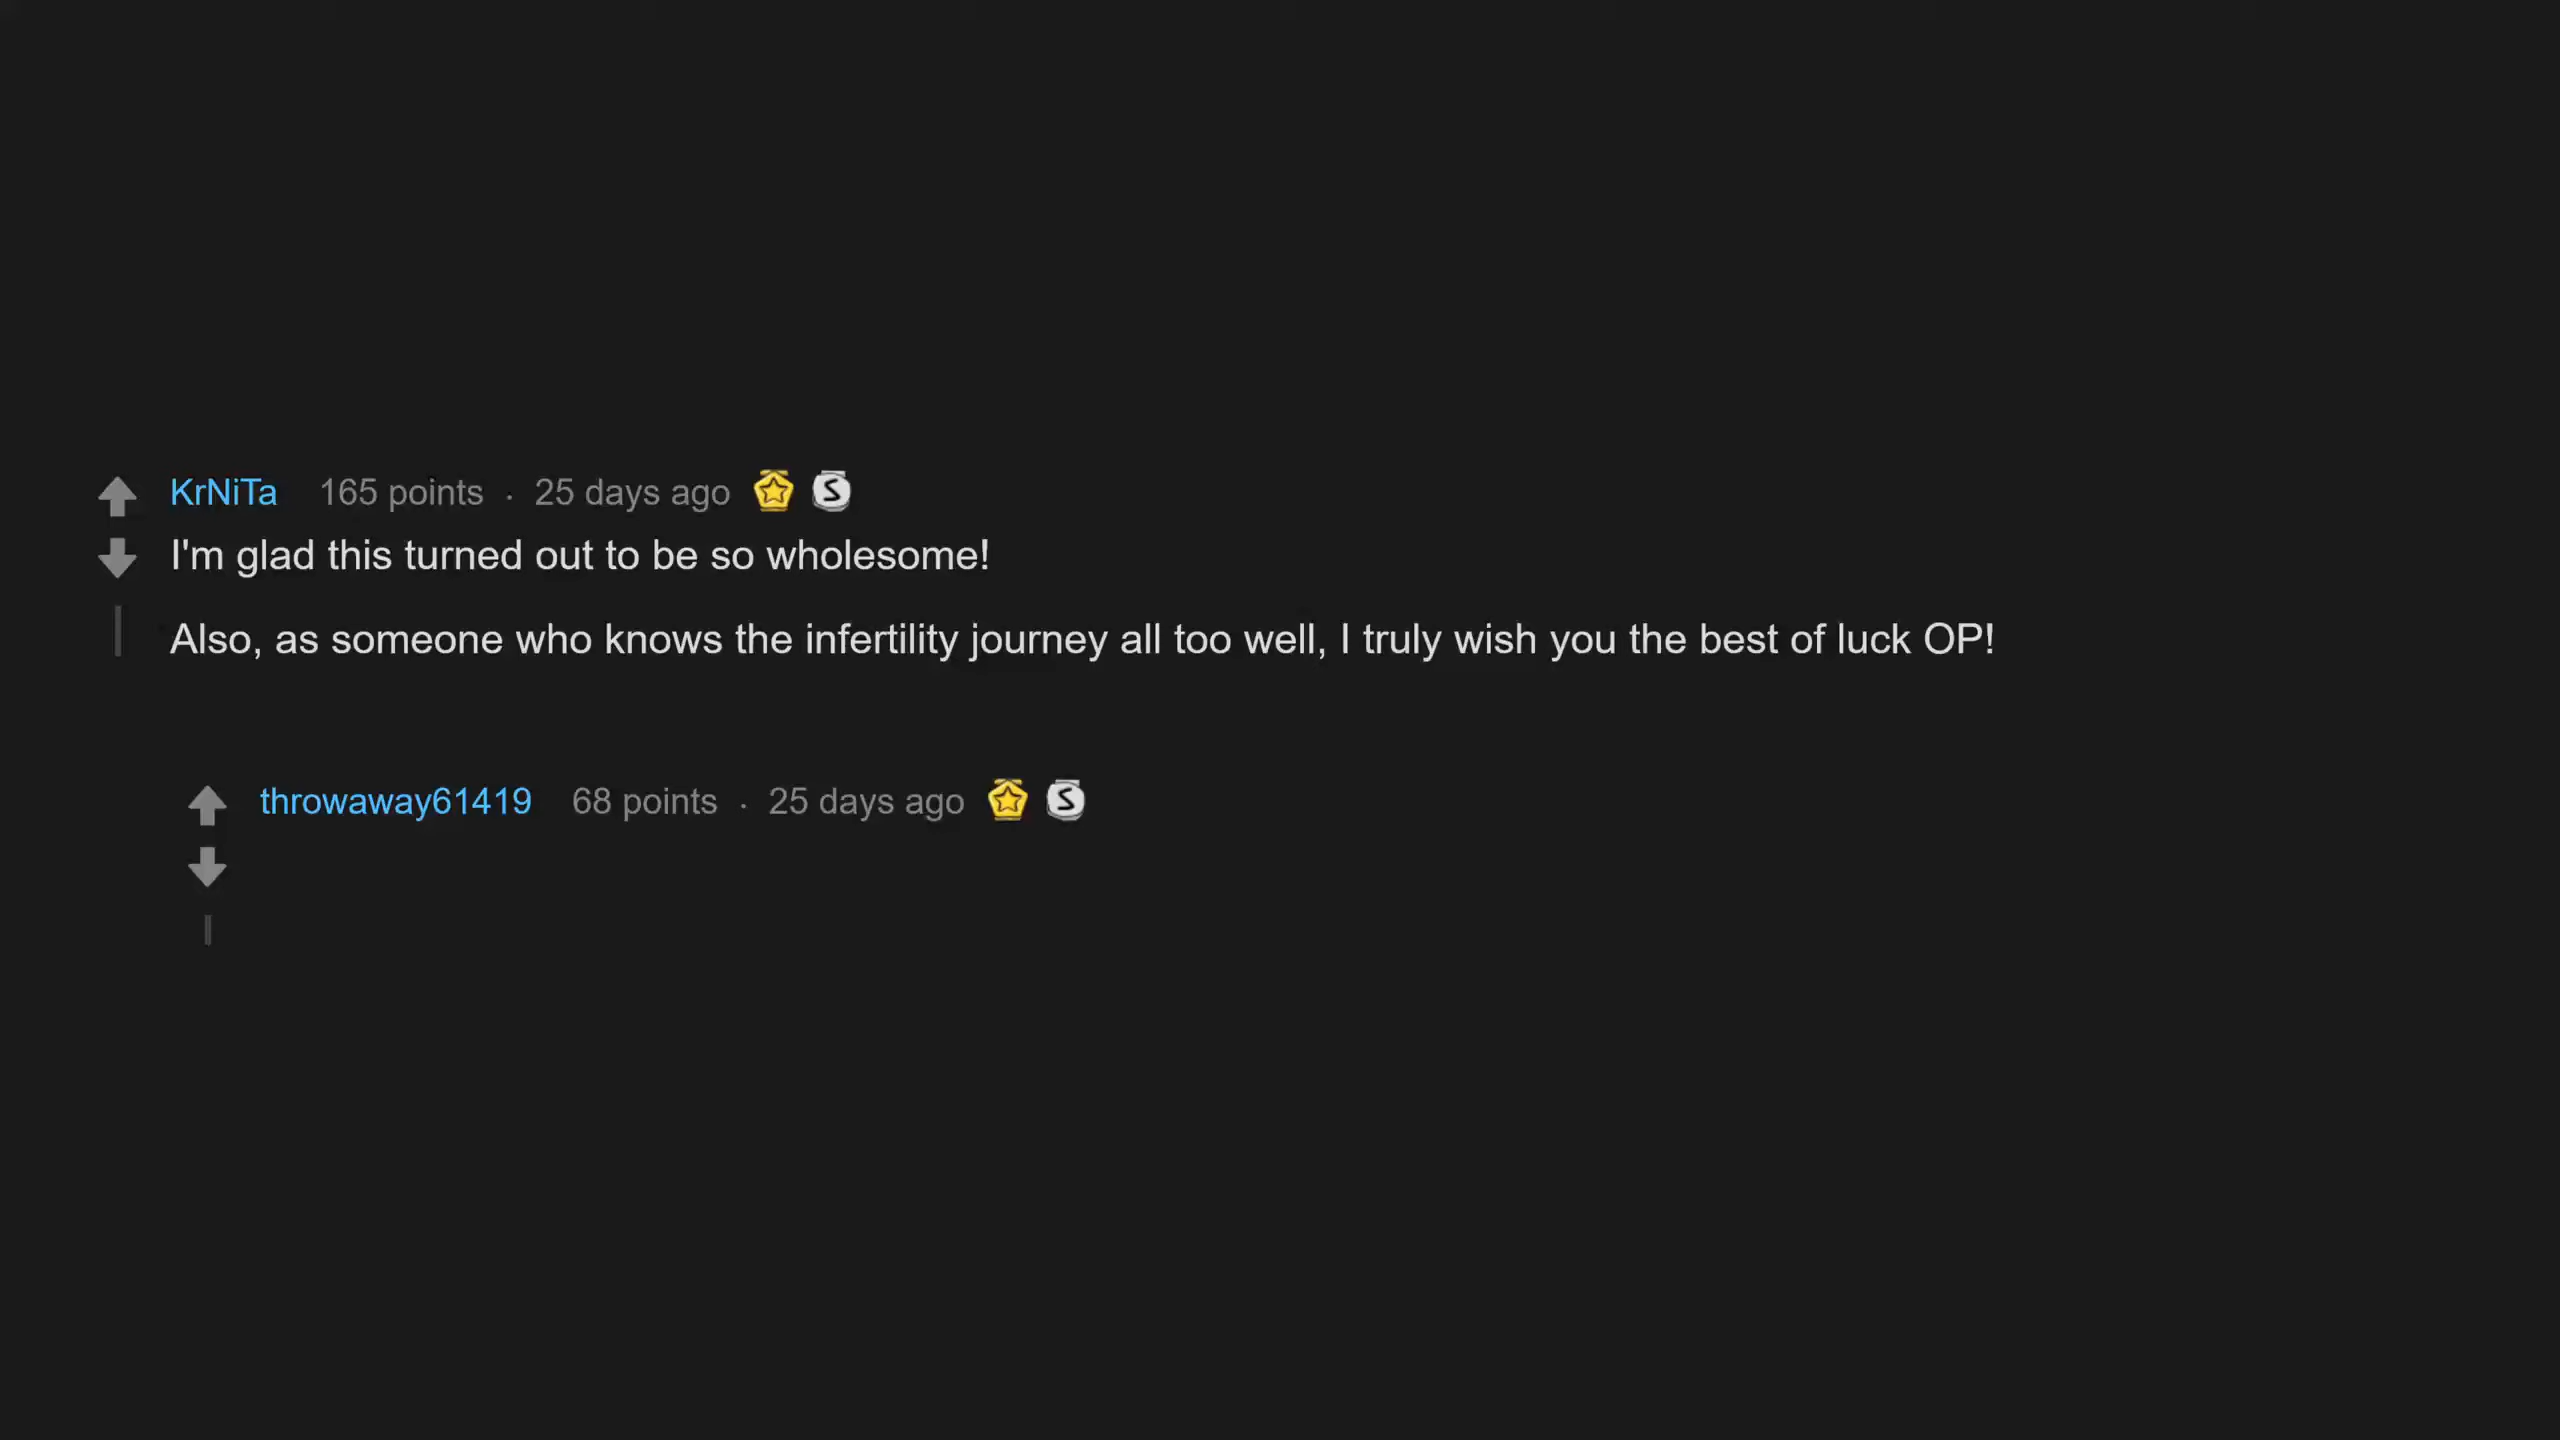 KrNiTa 165 points · 25 days ago
I'm glad this turned out to be so wholesome!
Also, as someone who knows the infertility journey all too well, I truly wish you the best of luck OP!
throwaway61419 68 points · 25 days ago